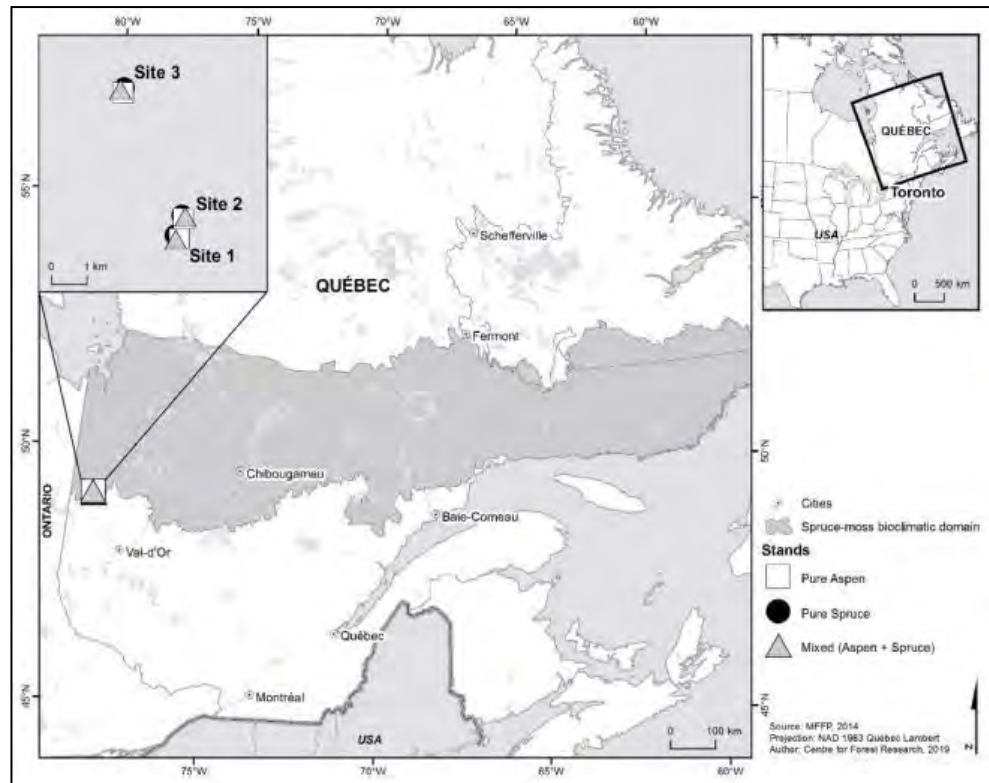 80°W
75°W
70°W
65°W
60°W
Site 3
Site 2
Site 1
0 1 km
55°N
QUÉBEC
Schefferville
Fermont
50°N
50°N
ONTARIO
Chibougamau
Baie-Comeau
Val-d'Or
Québec
Montréal
45°N
45°N
USA
0 100 km
75°W
70°W
65°W
60°W
QUÉBEC
Toronto
USA
0 500 km
Cities
Spruce-moss bioclimatic domain
Stands
Pure Aspen
Pure Spruce
Mixed (Aspen + Spruce)
Source: MFFP, 2014
Projection: NAD 1983 Québec Lambert
Author: Centre for Forest Research, 2019
N